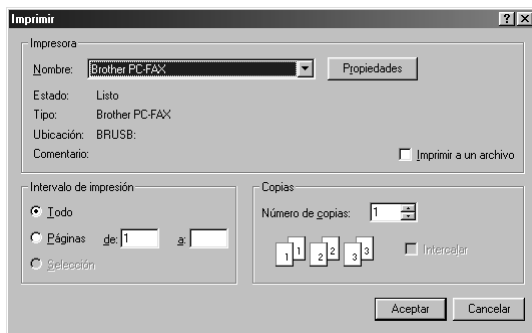 Imprimir
Impresora
Nombre: Brother PC-FAX Propiedades
Estado: Listo
Tipo: Brother PC-FAX
Ubicación: BRUSB:
Comentario: Imprimir a un archivo
Intervalo de impresión
Todo
Páginas de: 1 a:
Selección
Copias
Número de copias: 1
1 1 2 2 3 3 Intercalar
Aceptar Cancelar